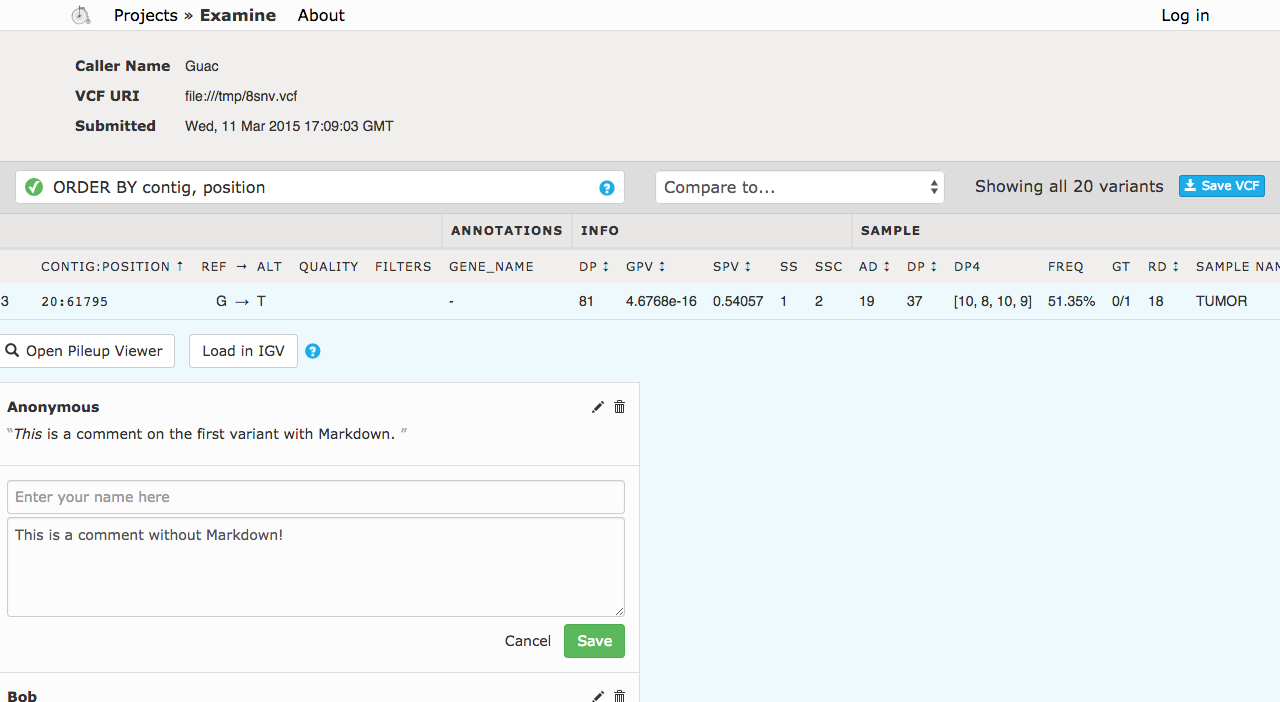 Projects » Examine About Log in
Caller Name Guac
VCF URI file:///tmp/8snv.vcf
Submitted Wed, 11 Mar 2015 17:09:03 GMT
ORDER BY contig, position ? Compare to... Showing all 20 variants Save VCF
ANNOTATIONS INFO SAMPLE
CONTIG:POSITION ↑ REF → ALT QUALITY FILTERS GENE_NAME DP ↕ GPV ↕ SPV ↕ SS SSC AD ↕ DP ↕ DP4 FREQ GT RD ↕ SAMPLE NAM
3 20:61795 G → T - 81 4.6768e-16 0.54057 1 2 19 37 [10, 8, 10, 9] 51.35% 0/1 18 TUMOR
Open Pileup Viewer Load in IGV ?
Anonymous
“This is a comment on the first variant with Markdown. ”
Enter your name here
This is a comment without Markdown!
Cancel Save
Bob